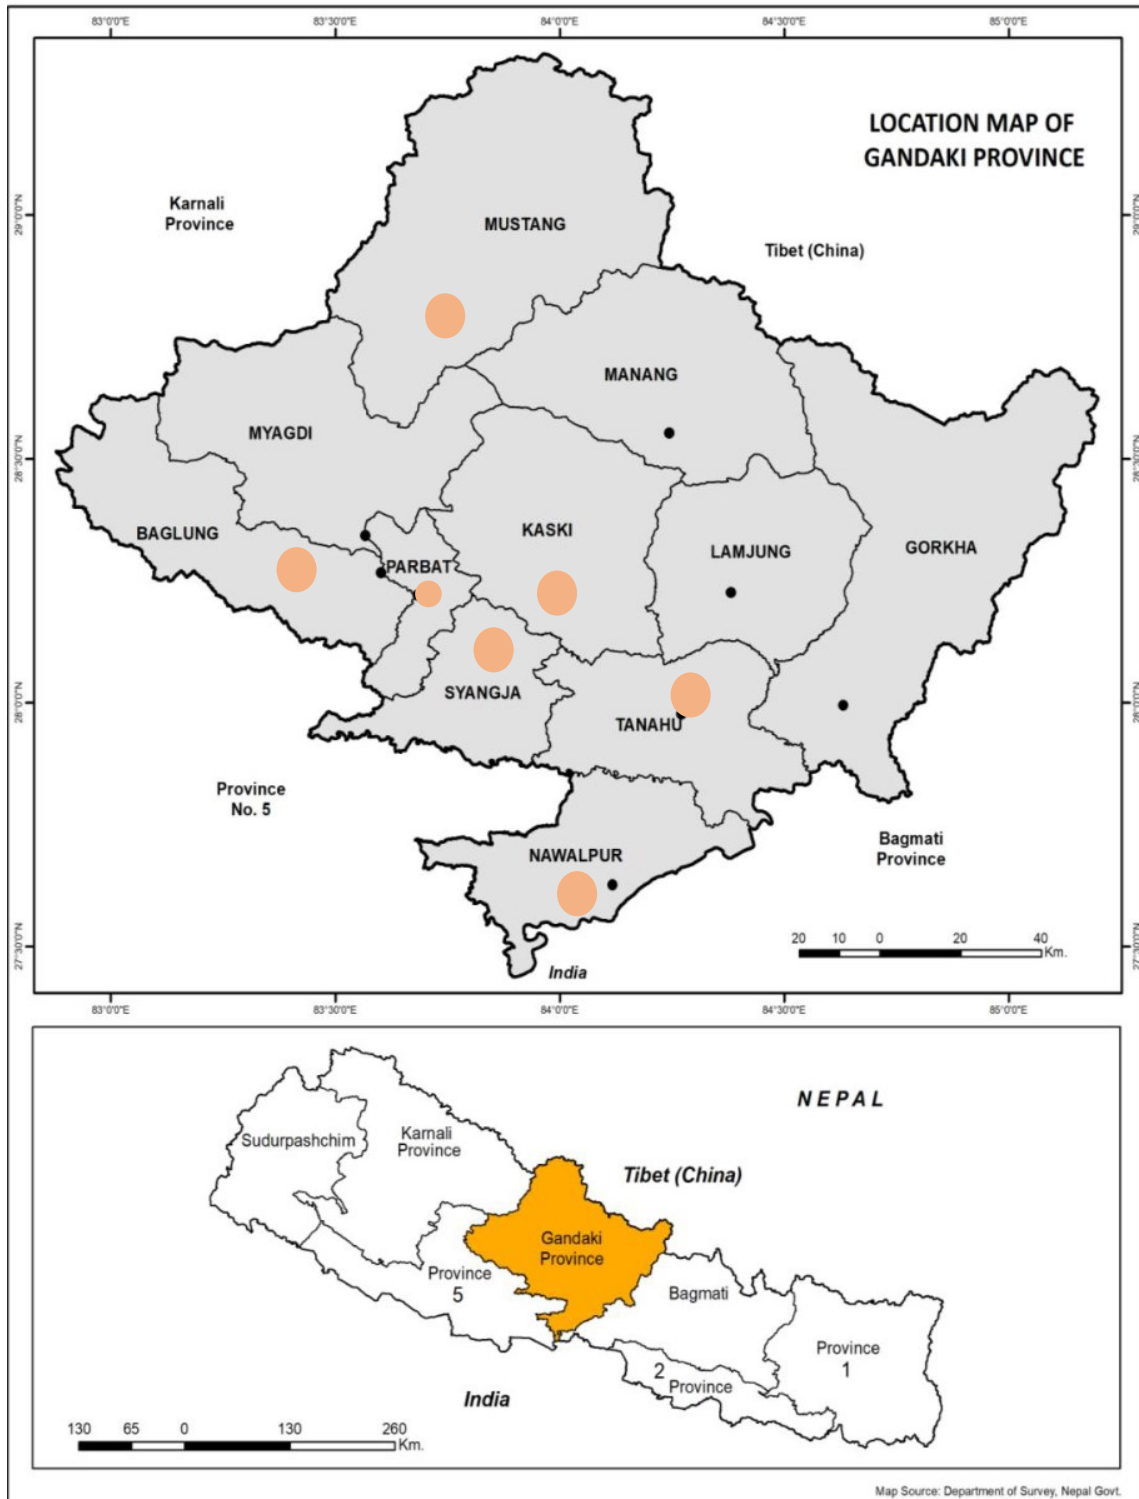 83°0'0"E 83°30'0"E 84°0'0"E 84°30'0"E 85°0'0"E
LOCATION MAP OF
GANDAKI PROVINCE
Karnali
Province
29°0'0"N
29°0'0"N
MUSTANG
Tibet (China)
MANANG
MYAGDI
28°30'0"N
28°30'0"N
BAGLUNG
KASKI
LAMJUNG
GORKHA
PARBAT
SYANGJA
28°0'0"N
28°0'0"N
TANAHU
Province
No. 5
Bagmati
Province
NAWALPUR
27°30'0"N
27°30'0"N
20 10 0 20 40
Km.
India
83°0'0"E 83°30'0"E 84°0'0"E 84°30'0"E 85°0'0"E
NEPAL
Sudurpashchim
Karnali
Province
Tibet (China)
Gandaki
Province
Province
5
Bagmati
Province
1
2
Province
India
130 65 0 130 260
Km.
Map Source: Department of Survey, Nepal Govt.